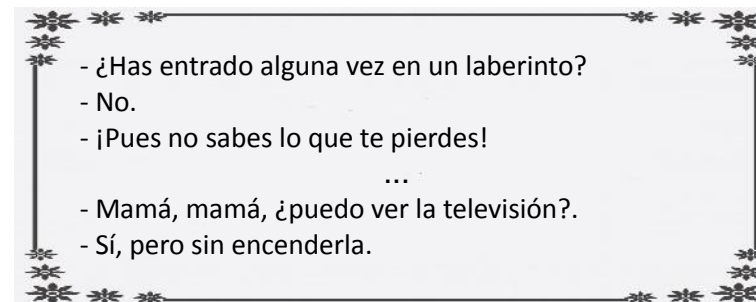 - ¿Has entrado alguna vez en un laberinto?
- No.
- ¡Pues no sabes lo que te pierdes!
...
- Mamá, mamá, ¿puedo ver la televisión?.
- Sí, pero sin encenderla.